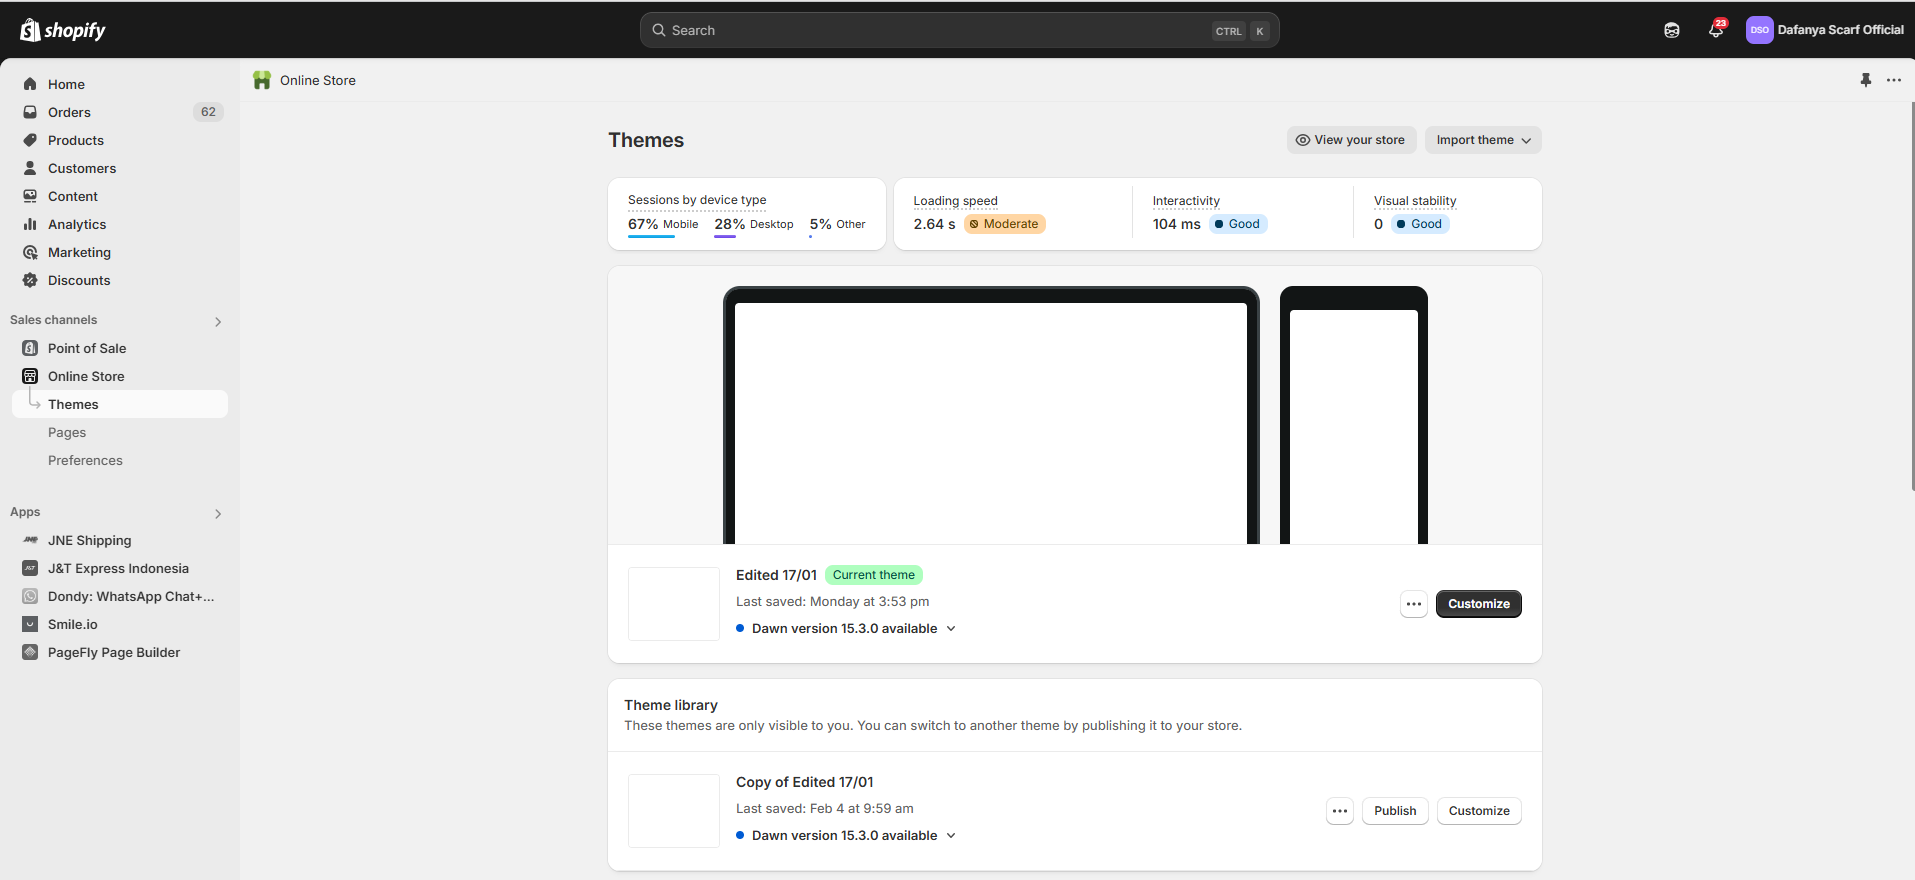 shopify
Search
CTRL K
23
DSO
Dafanya Scarf Official
Home
Orders
62
Products
Customers
Content
Analytics
Marketing
Discounts
Sales channels
Point of Sale
Online Store
Themes
Pages
Preferences
Apps
JNE Shipping
J&T Express Indonesia
Dondy: WhatsApp Chat+...
Smile.io
PageFly Page Builder
Online Store
Themes
View your store
Import theme
Sessions by device type
67% Mobile 28% Desktop 5% Other
Loading speed
2.64 s Moderate
Interactivity
104 ms Good
Visual stability
0 Good
Edited 17/01 Current theme
Last saved: Monday at 3:53 pm
Dawn version 15.3.0 available
Customize
Theme library
These themes are only visible to you. You can switch to another theme by publishing it to your store.
Copy of Edited 17/01
Last saved: Feb 4 at 9:59 am
Dawn version 15.3.0 available
Publish
Customize